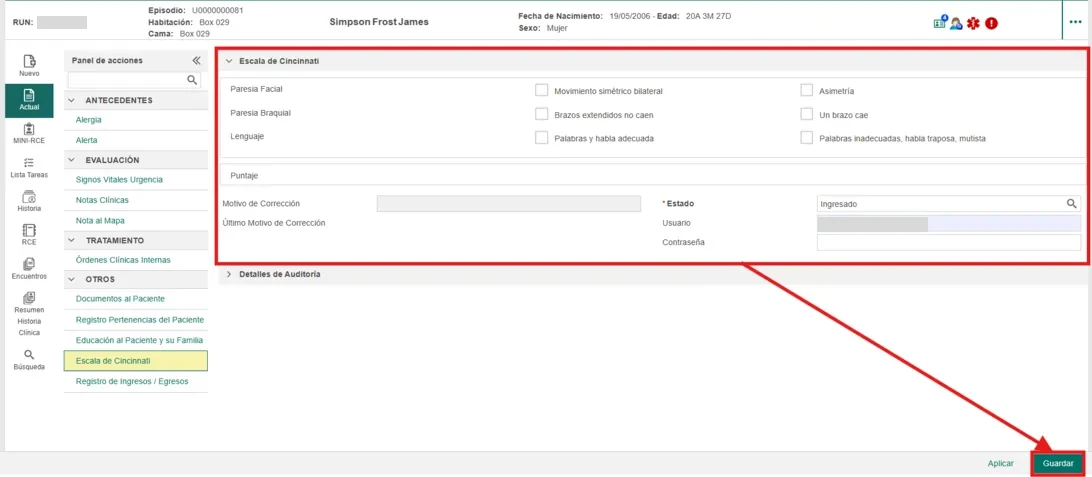 RUN:
Episodio: U0000000081
Habitación: Box 029
Cama: Box 029
Simpson Frost James
Fecha de Nacimiento: 19/05/2006 - Edad: 20A 3M 27D
Sexo: Mujer
4
Nuevo
Actual
MINI-RCE
Lista Tareas
Historia
RCE
Encuentros
Resumen
Historia
Clínica
Búsqueda
Panel de acciones
ANTECEDENTES
Alergia
Alerta
EVALUACIÓN
Signos Vitales Urgencia
Notas Clínicas
Nota al Mapa
TRATAMIENTO
Órdenes Clínicas Internas
OTROS
Documentos al Paciente
Registro Pertenencias del Paciente
Educación al Paciente y su Familia
Escala de Cincinnati
Registro de Ingresos / Egresos
Escala de Cincinnati
Paresia Facial Movimiento simétrico bilateral Asimetría
Paresia Braquial Brazos extendidos no caen Un brazo cae
Lenguaje Palabras y habla adecuada Palabras inadecuadas, habla traposa, mutista
Puntaje
Motivo de Corrección * Estado Ingresado
Último Motivo de Corrección Usuario
Contraseña
Detalles de Auditoría
Aplicar Guardar